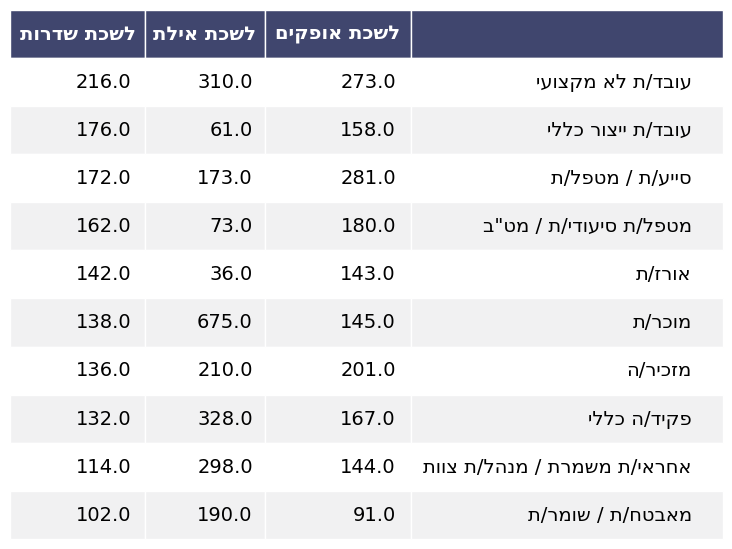 לשכת אופקים לשכת אילת לשכת שדרות
עובד/ת לא מקצועי 273.0 310.0 216.0
עובד/ת ייצור כללי 158.0 61.0 176.0
סייע/ת / מטפל/ת 281.0 173.0 172.0
מטפל/ת סיעודי/ת / מט"ב 180.0 73.0 162.0
אורז/ת 143.0 36.0 142.0
מוכר/ת 145.0 675.0 138.0
מזכיר/ה 201.0 210.0 136.0
פקיד/ה כללי 167.0 328.0 132.0
אחראי/ת משמרת / מנהל/ת צוות 144.0 298.0 114.0
מאבטח/ת / שומר/ת 91.0 190.0 102.0